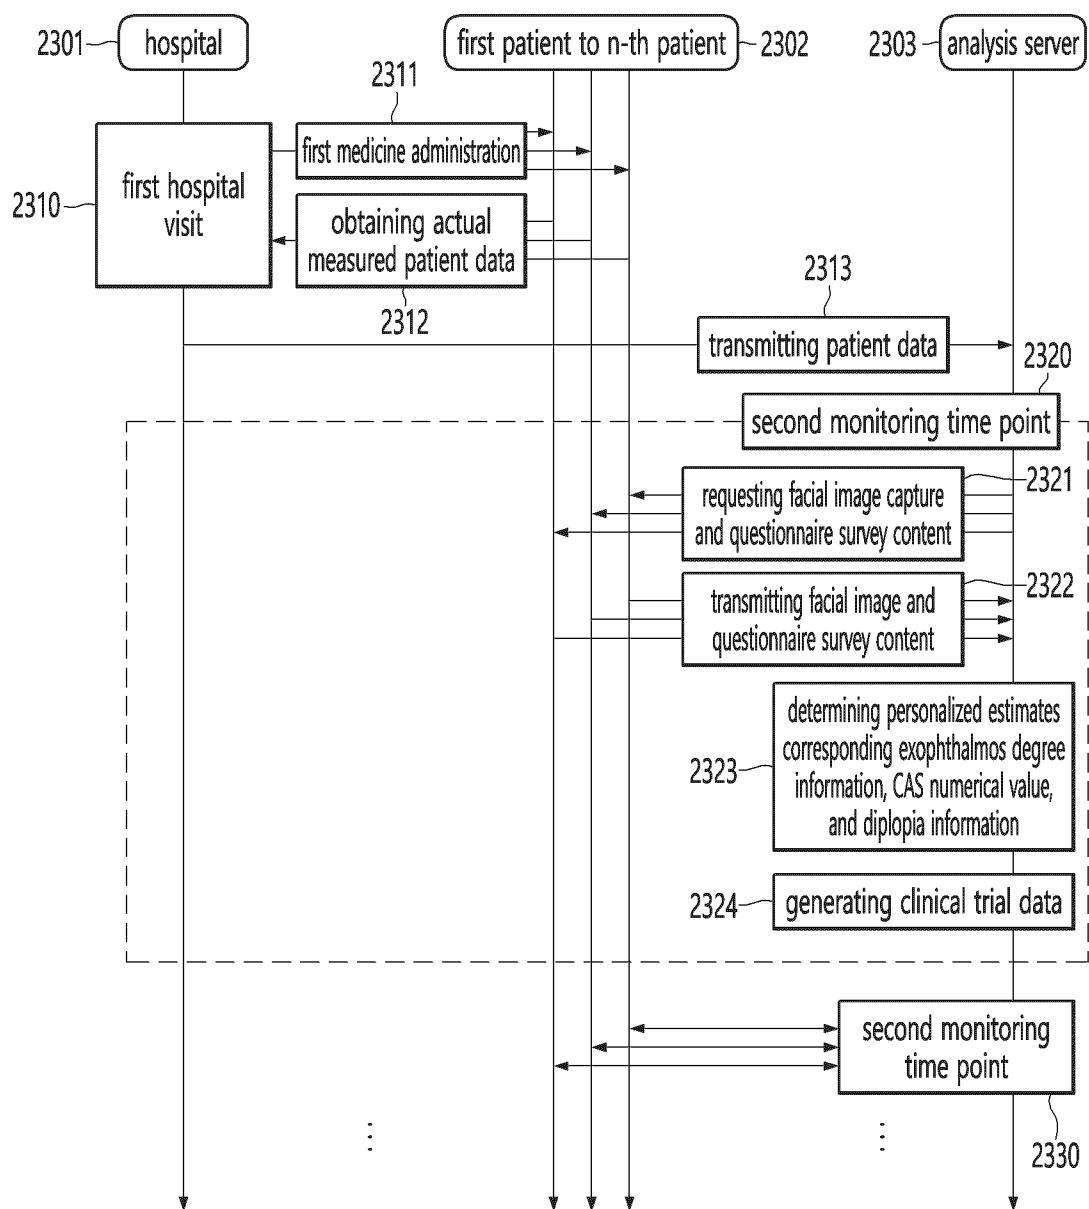 2301
hospital
first patient to n-th patient
2302
2303
analysis server
2311
first medicine administration
2310
first hospital
visit
obtaining actual
measured patient data
2312
2313
transmitting patient data
2320
second monitoring time point
2321
requesting facial image capture
and questionnaire survey content
2322
transmitting facial image and
questionnaire survey content
2323
determining personalized estimates
corresponding exophthalmos degree
information, CAS numerical value,
and diplopia information
2324
generating clinical trial data
second monitoring
time point
2330